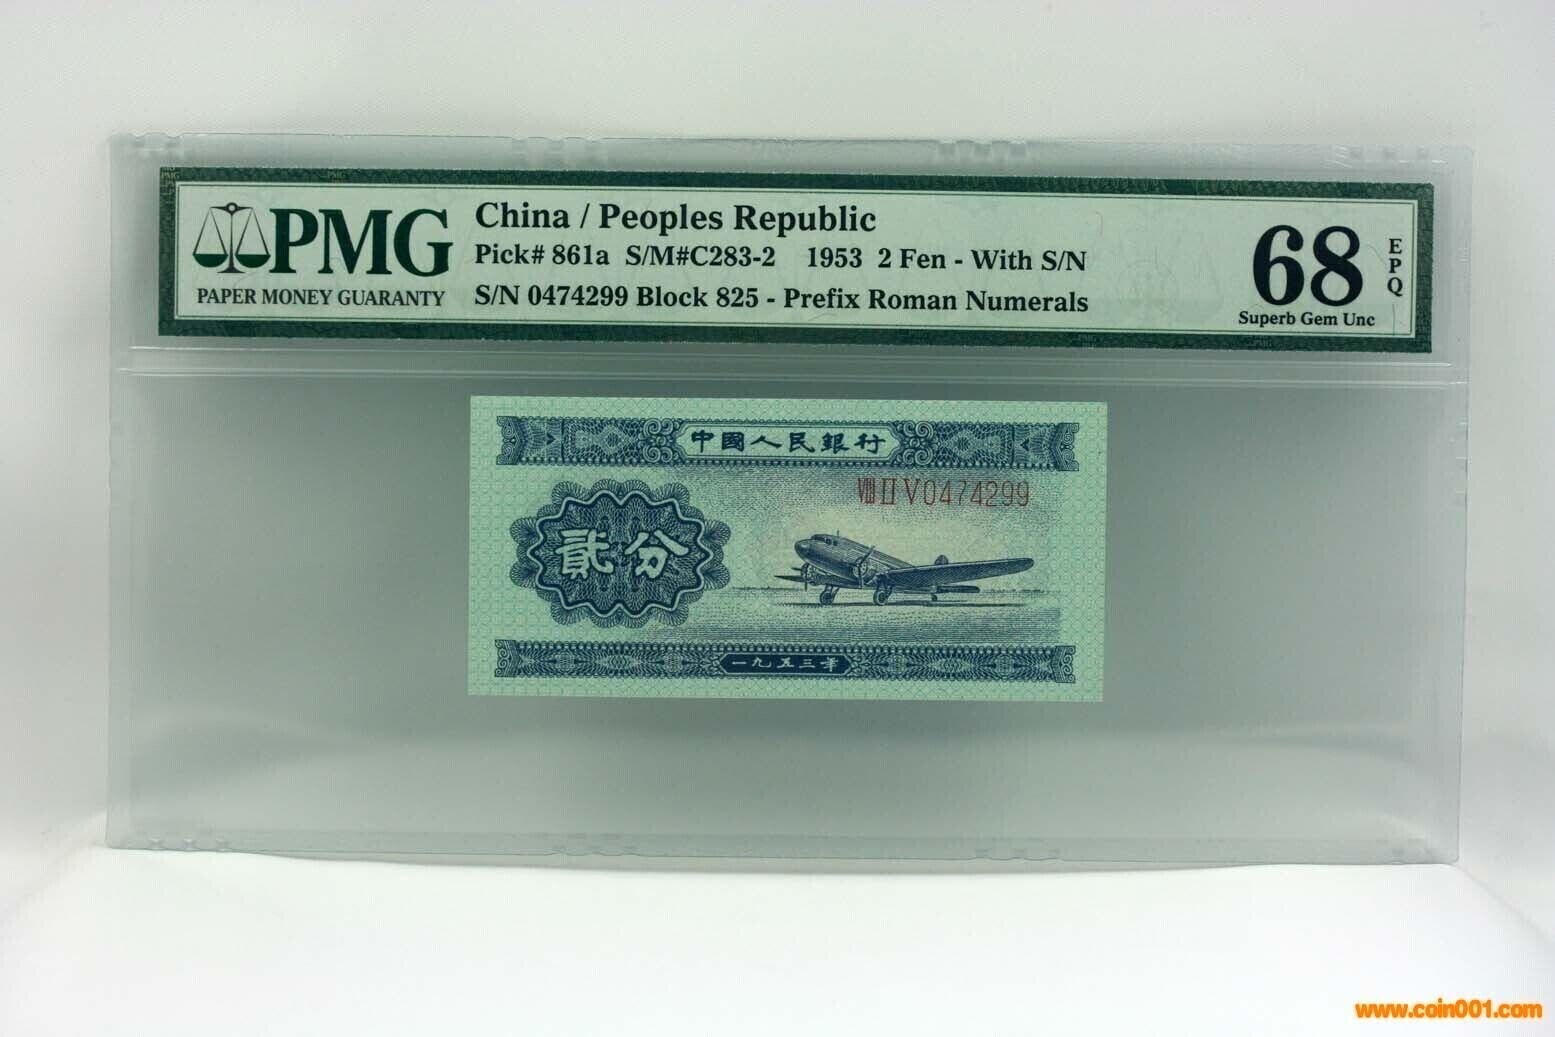 PMG
PAPER MONEY GUARANTY
China / Peoples Republic
Pick# 861a S/M#C283-2 1953 2 Fen - With S/N
S/N 0474299 Block 825 - Prefix Roman Numerals
68
EPQ
Superb Gem Unc
中國人民銀行
VIII II V 0474299
貳分
一九五三年
www.coin001.com